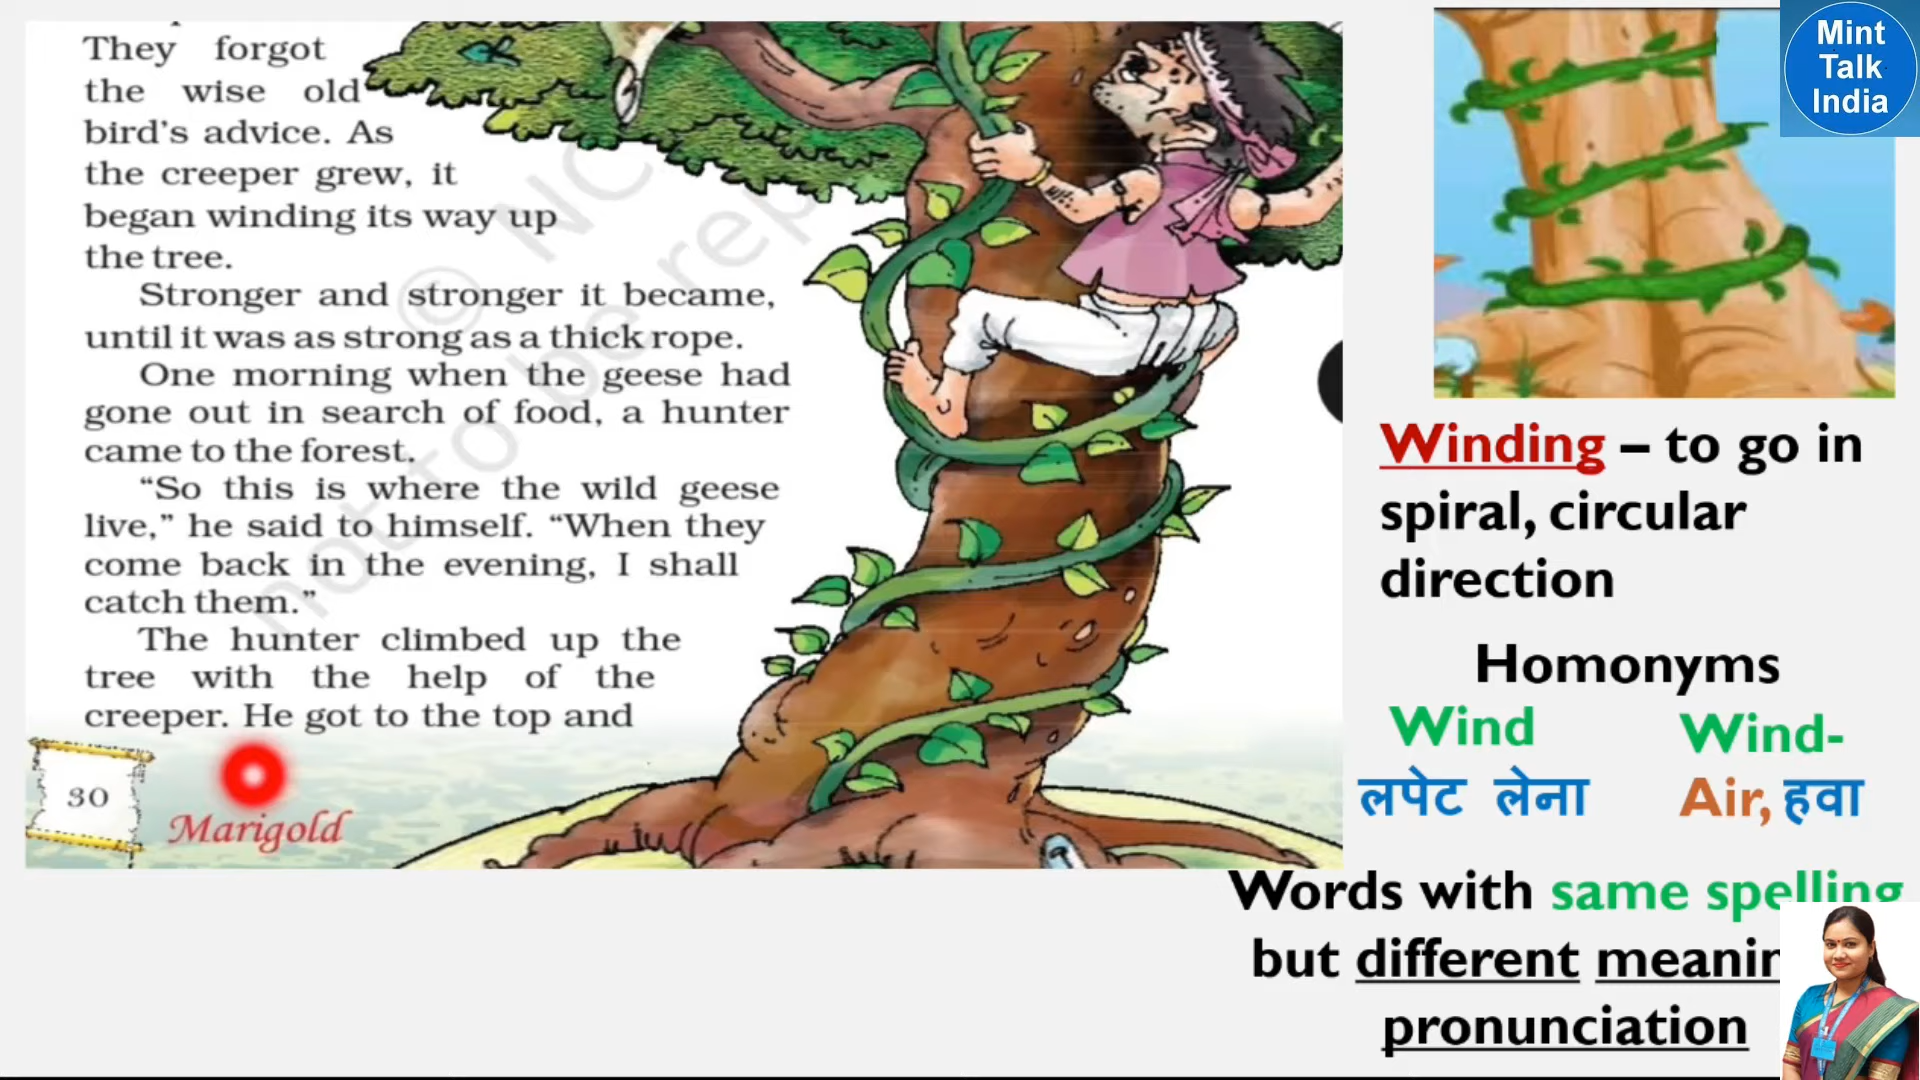 They forgot
the wise old
bird's advice. As
the creeper grew, it
began winding its way up
the tree.
Stronger and stronger it became,
until it was as strong as a thick rope.
One morning when the geese had
gone out in search of food, a hunter
came to the forest.
“So this is where the wild geese
live,” he said to himself. “When they
come back in the evening, I shall
catch them.”
The hunter climbed up the
tree with the help of the
creeper. He got to the top and
30
Marigold
© NC
not to be rep
Mint
Talk
India
Winding – to go in
spiral, circular
direction
Homonyms
Wind Wind-
लपेट लेना Air, हवा
Words with same spelling
but different
pronunciation